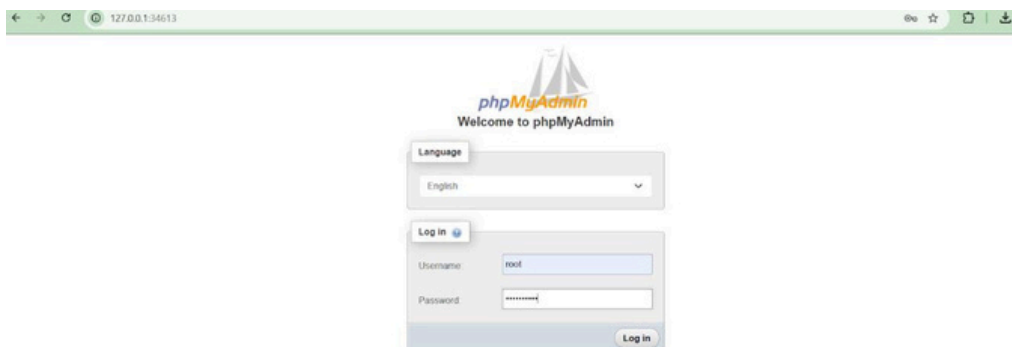 127.0.0.1:34613
phpMyAdmin
Welcome to phpMyAdmin
Language
English
Log in
Username
root
Password
Log in